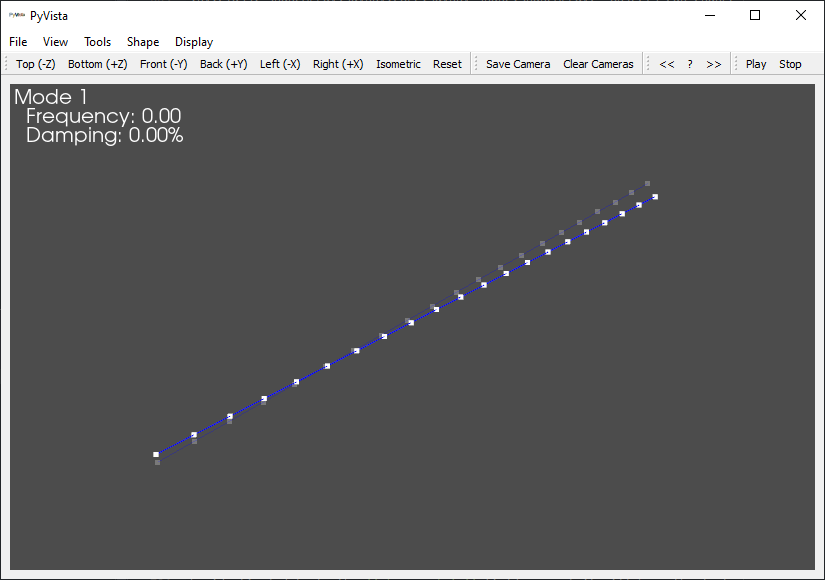 PyVista
File View Tools Shape Display
Top (-Z) Bottom (+Z) Front (-Y) Back (+Y) Left (-X) Right (+X) Isometric Reset Save Camera Clear Cameras << ? >> Play Stop
Mode 1
Frequency: 0.00
Damping: 0.00%